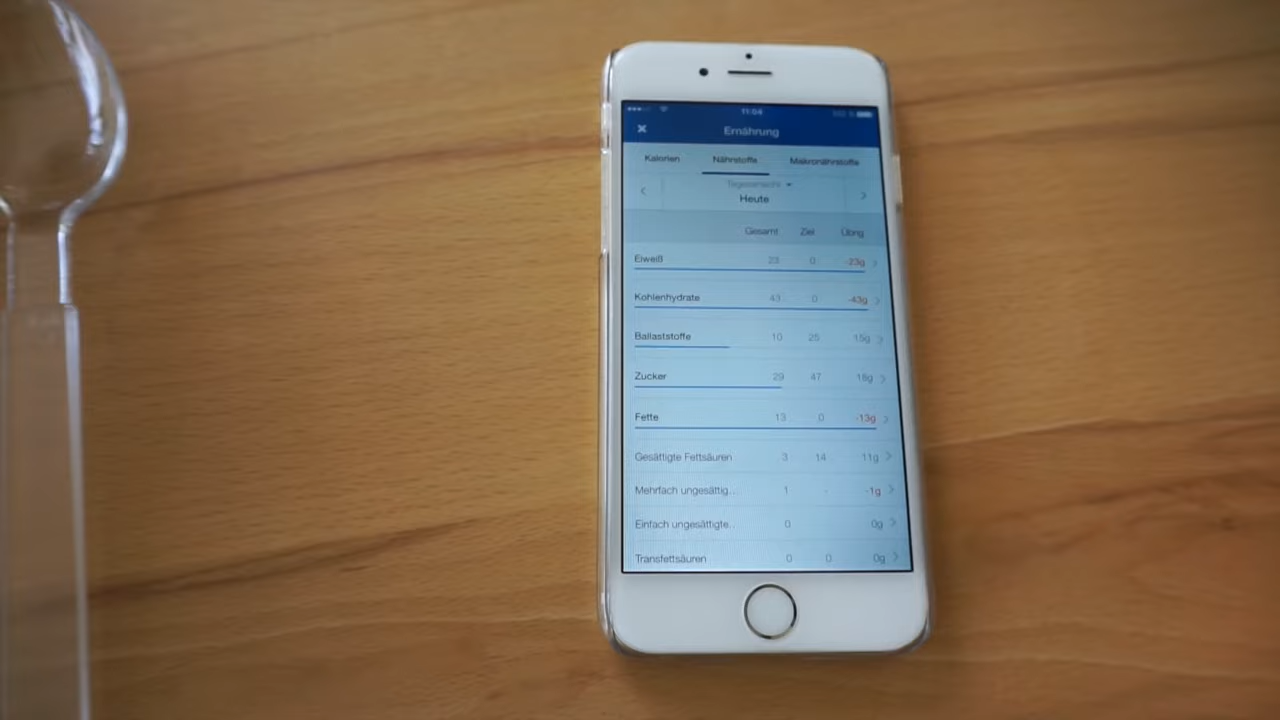 11:04
Ernährung
Kalorien Nährstoffe Makronährstoffe
Tagesansicht
Heute
Gesamt Ziel Übrig
Eiweiß 23 0 -23g
Kohlenhydrate 43 0 -43g
Ballaststoffe 10 25 15g
Zucker 29 47 18g
Fette 13 0 -13g
Gesättigte Fettsäuren 3 14 11g
Mehrfach ungesättig... 1 - -1g
Einfach ungesättigte.. 0 0g
Transfettsäuren 0 0 0g